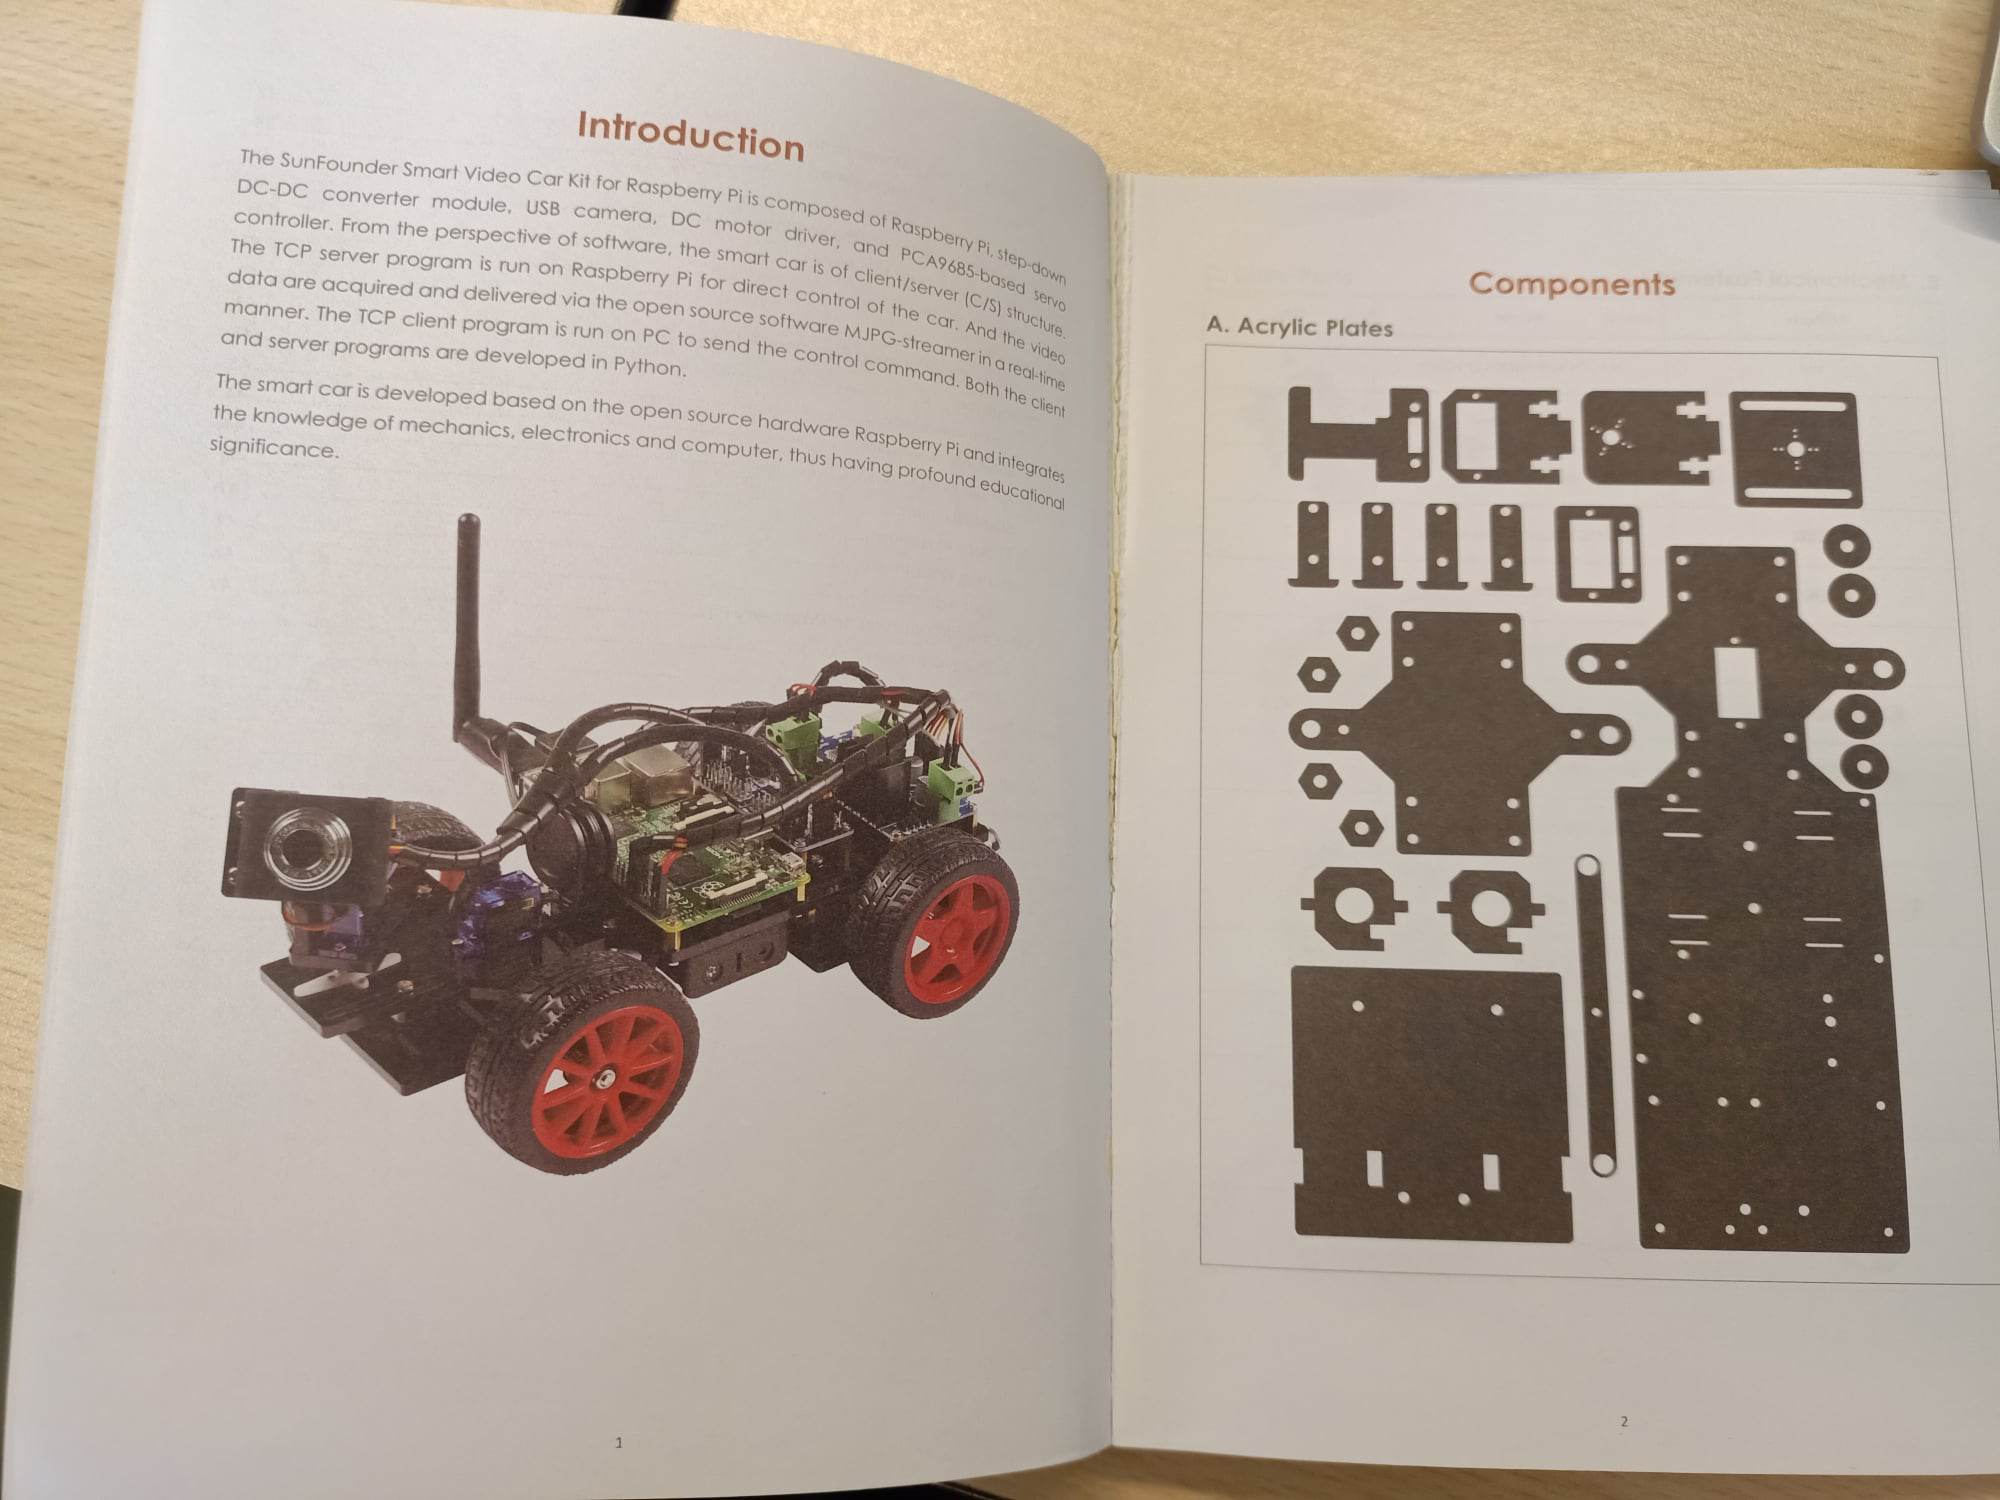 Introduction
The SunFounder Smart Video Car Kit for Raspberry Pi is composed of Raspberry Pi, step-down
DC-DC converter module, USB camera, DC motor driver, and PCA9685-based servo
controller. From the perspective of software, the smart car is of client/server (C/S) structure.
The TCP server program is run on Raspberry Pi for direct control of the car. And the video
data are acquired and delivered via the open source software MJPG-streamer in a real-time
manner. The TCP client program is run on PC to send the control command. Both the client
and server programs are developed in Python.
The smart car is developed based on the open source hardware Raspberry Pi and integrates
the knowledge of mechanics, electronics and computer, thus having profound educational
significance.
1
Components
A. Acrylic Plates
2